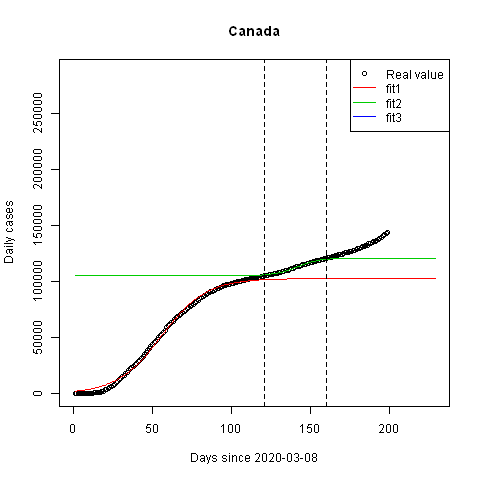 Canada
Real value
fit1
fit2
fit3
Daily cases
250000
200000
150000
100000
50000
0
0 50 100 150 200
Days since 2020-03-08